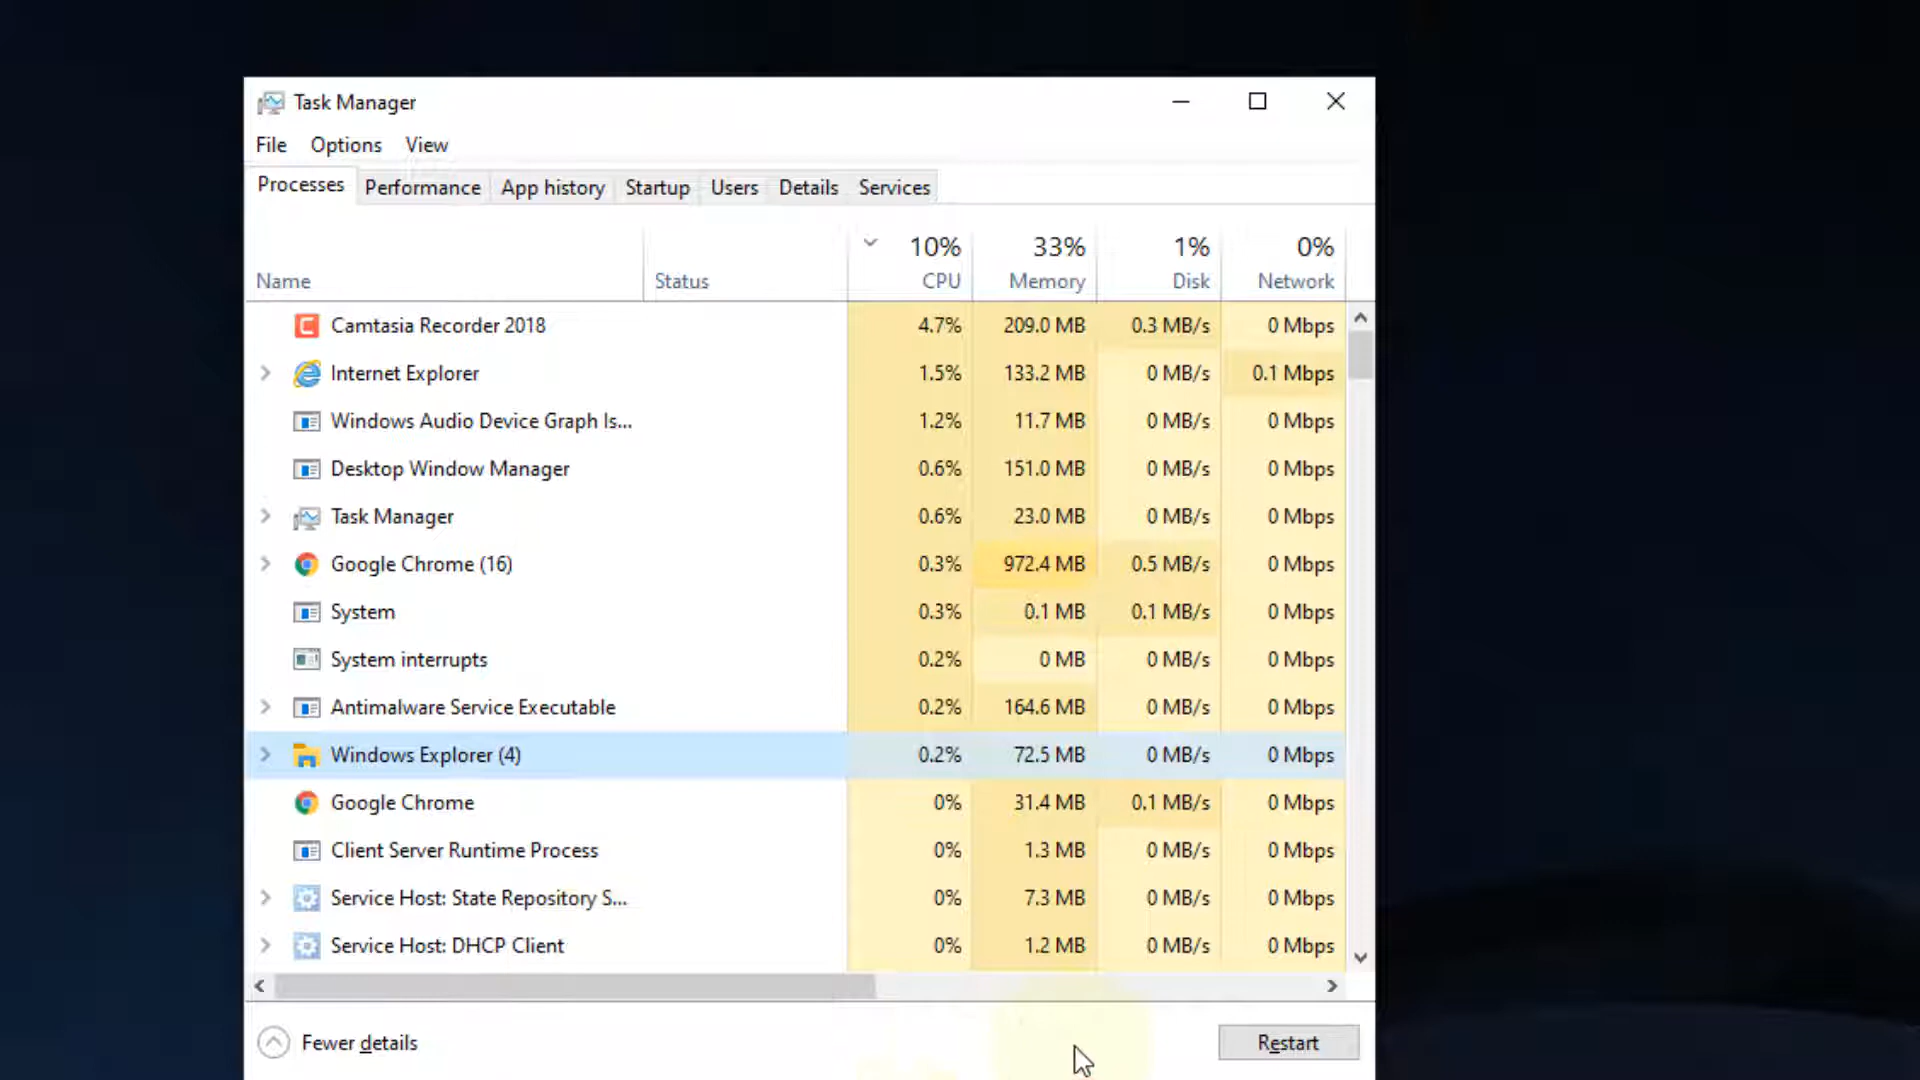 Task Manager
File Options View
Processes Performance App history Startup Users Details Services
10% 33% 1% 0%
Name Status CPU Memory Disk Network
Camtasia Recorder 2018 4.7% 209.0 MB 0.3 MB/s 0 Mbps
Internet Explorer 1.5% 133.2 MB 0 MB/s 0.1 Mbps
Windows Audio Device Graph Is... 1.2% 11.7 MB 0 MB/s 0 Mbps
Desktop Window Manager 0.6% 151.0 MB 0 MB/s 0 Mbps
Task Manager 0.6% 23.0 MB 0 MB/s 0 Mbps
Google Chrome (16) 0.3% 972.4 MB 0.5 MB/s 0 Mbps
System 0.3% 0.1 MB 0.1 MB/s 0 Mbps
System interrupts 0.2% 0 MB 0 MB/s 0 Mbps
Antimalware Service Executable 0.2% 164.6 MB 0 MB/s 0 Mbps
Windows Explorer (4) 0.2% 72.5 MB 0 MB/s 0 Mbps
Google Chrome 0% 31.4 MB 0.1 MB/s 0 Mbps
Client Server Runtime Process 0% 1.3 MB 0 MB/s 0 Mbps
Service Host: State Repository S... 0% 7.3 MB 0 MB/s 0 Mbps
Service Host: DHCP Client 0% 1.2 MB 0 MB/s 0 Mbps
Fewer details Restart